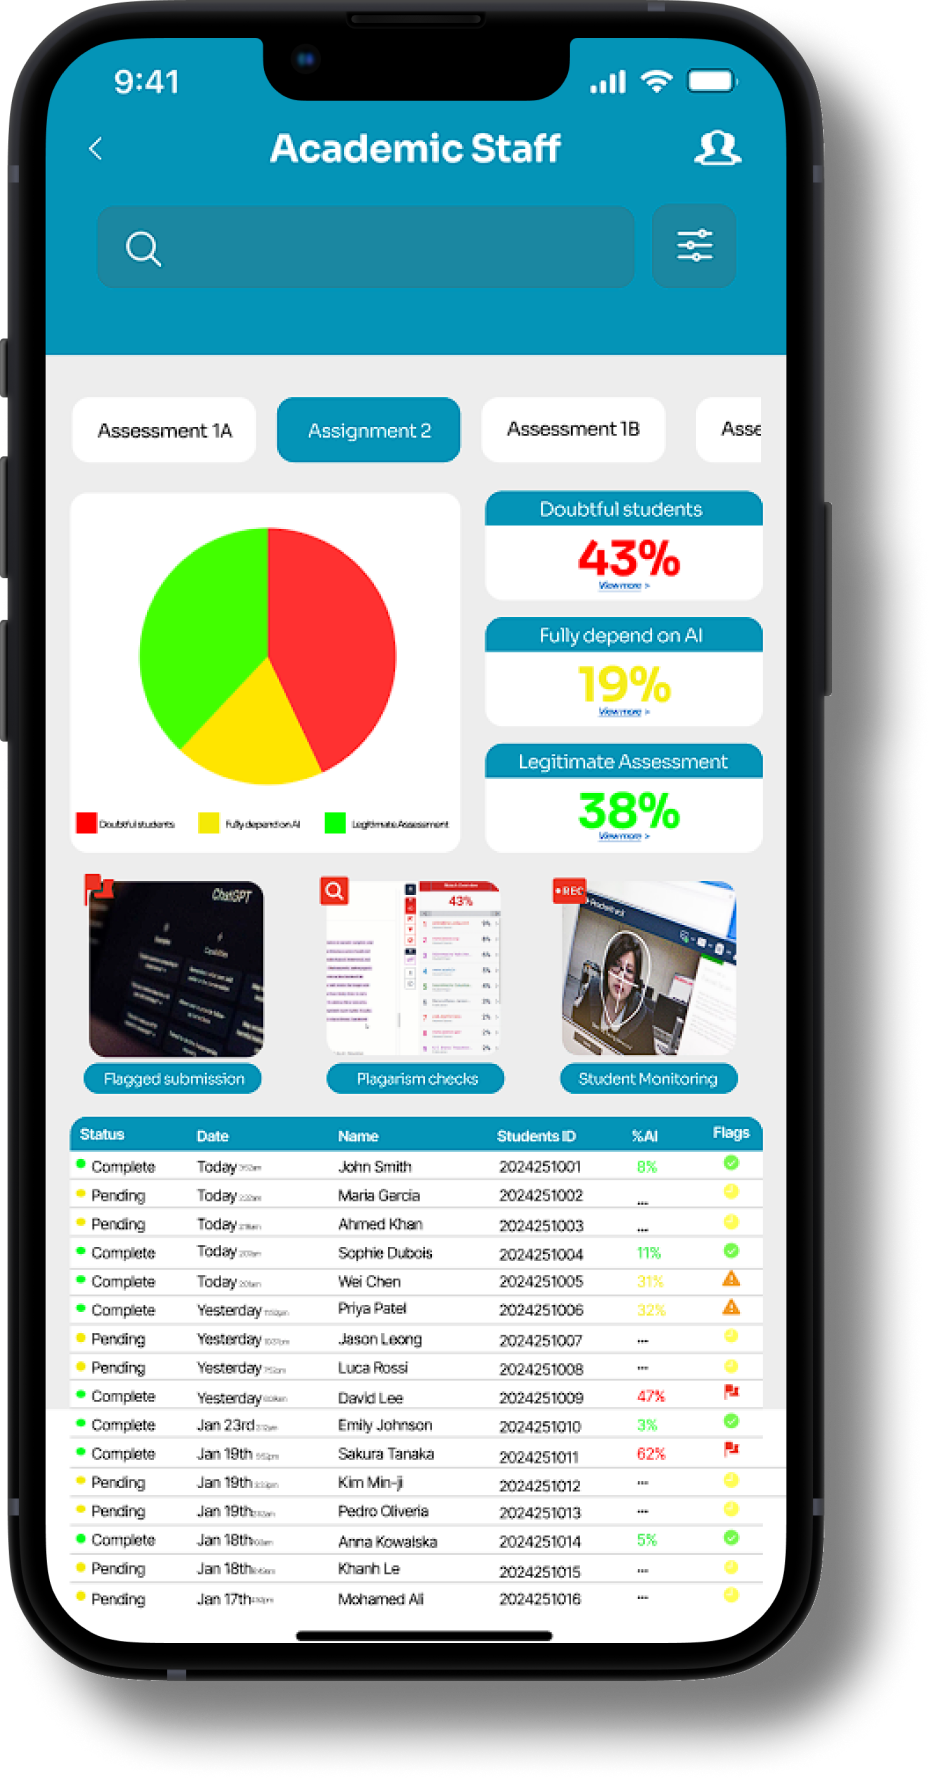 9:41
Academic Staff
Assessment 1A
Assignment 2
Assessment 1B
Asse
Doubtful students
43%
View more >
Fully depend on AI
19%
View more >
Legitimate Assessment
38%
View more >
Doubtful students
Fully depend on AI
Legitimate Assessment
ChatGPT
43%
REC
Flagged submission
Plagarism checks
Student Monitoring
Status Date Name Students ID %AI Flags
Complete Today John Smith 2024251001 8%
Pending Today Maria Garcia 2024251002 ...
Pending Today Ahmed Khan 2024251003 ...
Complete Today Sophie Dubois 2024251004 11%
Complete Today Wei Chen 2024251005 31%
Complete Yesterday Priya Patel 2024251006 32%
Pending Yesterday Jason Leong 2024251007 ...
Pending Yesterday Luca Rossi 2024251008 ...
Complete Yesterday David Lee 2024251009 47%
Complete Jan 23rd Emily Johnson 2024251010 3%
Complete Jan 19th Sakura Tanaka 2024251011 62%
Pending Jan 19th Kim Min-ji 2024251012 ...
Pending Jan 19th Pedro Oliveria 2024251013 ...
Complete Jan 18th Anna Kowalska 2024251014 5%
Pending Jan 18th Khanh Le 2024251015 ...
Pending Jan 17th Mohamed Ali 2024251016 ...